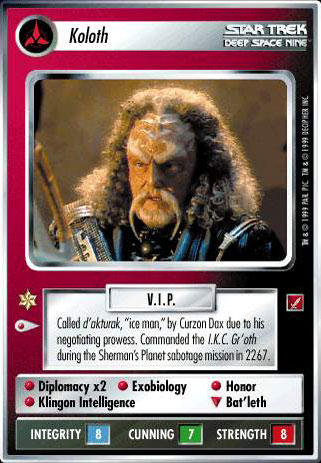 Koloth
STAR TREK
DEEP SPACE NINE
TM & © 1999 PAR. PIC. TM & © 1999 DECIPHER INC.
V.I.P.
Called d'akturak, "ice man," by Curzon Dax due to his
negotiating prowess. Commanded the I.K.C. Gr'oth
during the Sherman's Planet sabotage mission in 2267.
Diplomacy x2 Exobiology Honor
Klingon Intelligence Bat'leth
INTEGRITY 8 CUNNING 7 STRENGTH 8